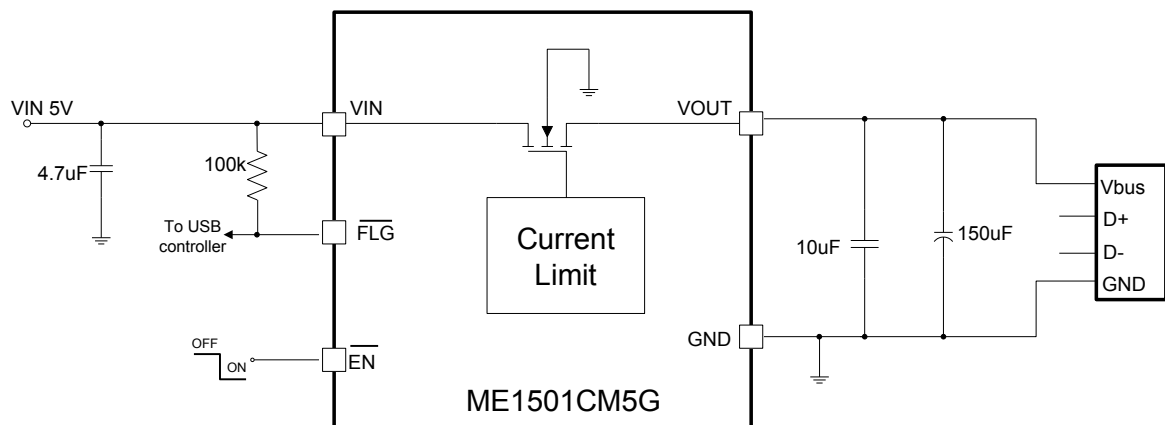 VIN 5V
4.7uF
100k
To USB
controller
VIN
FLG
OFF
ON
EN
Current
Limit
VOUT
GND
ME1501CM5G
10uF
150uF
Vbus
D+
D-
GND